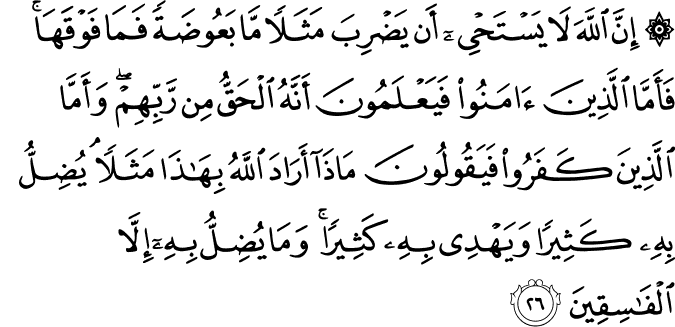 ۞ إِنَّ ٱللَّهَ لَا يَسْتَحْىِۦٓ أَن يَضْرِبَ مَثَلًا مَّا بَعُوضَةً فَمَا فَوْقَهَا ۚ
فَأَمَّا ٱلَّذِينَ ءَامَنُوا۟ فَيَعْلَمُونَ أَنَّهُ ٱلْحَقُّ مِن رَّبِّهِمْ ۖ وَأَمَّا
ٱلَّذِينَ كَفَرُوا۟ فَيَقُولُونَ مَاذَآ أَرَادَ ٱللَّهُ بِهَـٰذَا مَثَلًا ۘ يُضِلُّ
بِهِۦ كَثِيرًا وَيَهْدِى بِهِۦ كَثِيرًا ۚ وَمَا يُضِلُّ بِهِۦٓ إِلَّا
ٱلْفَـٰسِقِينَ ٢٦